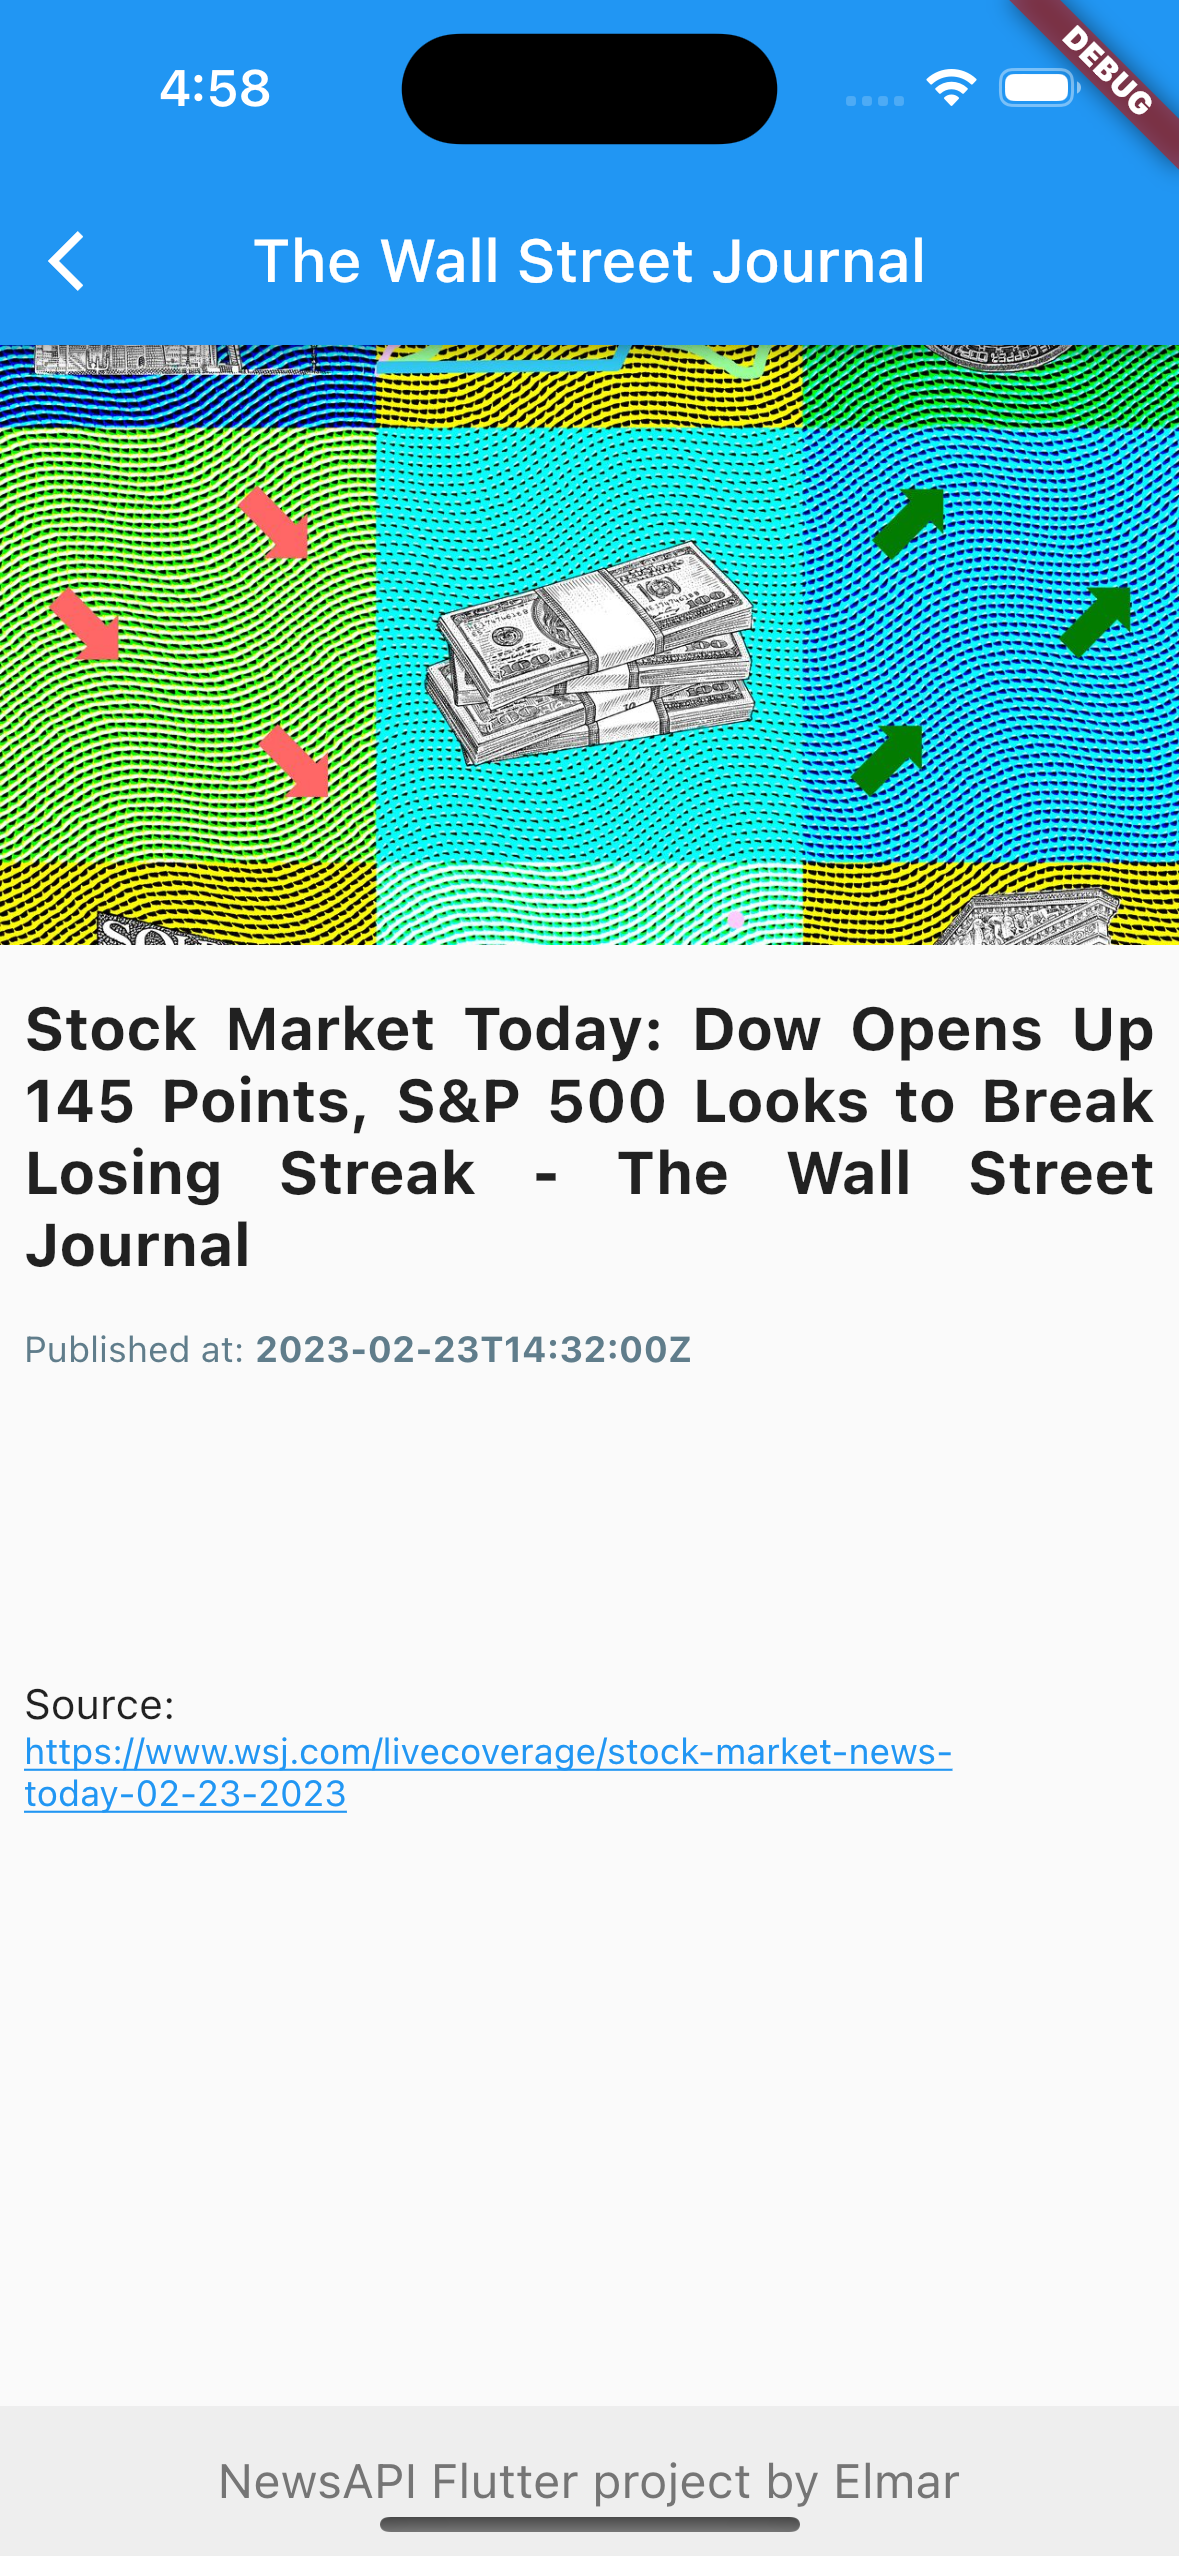 4:58
DEBUG
The Wall Street Journal
100
100
Stock Market Today: Dow Opens Up
145 Points, S&P 500 Looks to Break
Losing Streak - The Wall Street
Journal
Published at: 2023-02-23T14:32:00Z
Source:
https://www.wsj.com/livecoverage/stock-market-news-
today-02-23-2023
NewsAPI Flutter project by Elmar